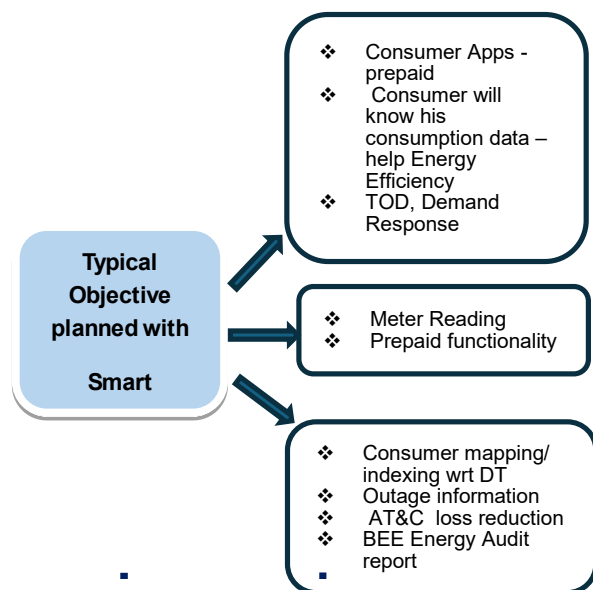 ❖ Consumer Apps -
prepaid
❖ Consumer will
know his
consumption data –
help Energy
Efficiency
❖ TOD, Demand
Response
Typical
Objective
planned with
Smart
❖ Meter Reading
❖ Prepaid functionality
❖ Consumer mapping/
indexing wrt DT
❖ Outage information
❖ AT&C loss reduction
❖ BEE Energy Audit
report